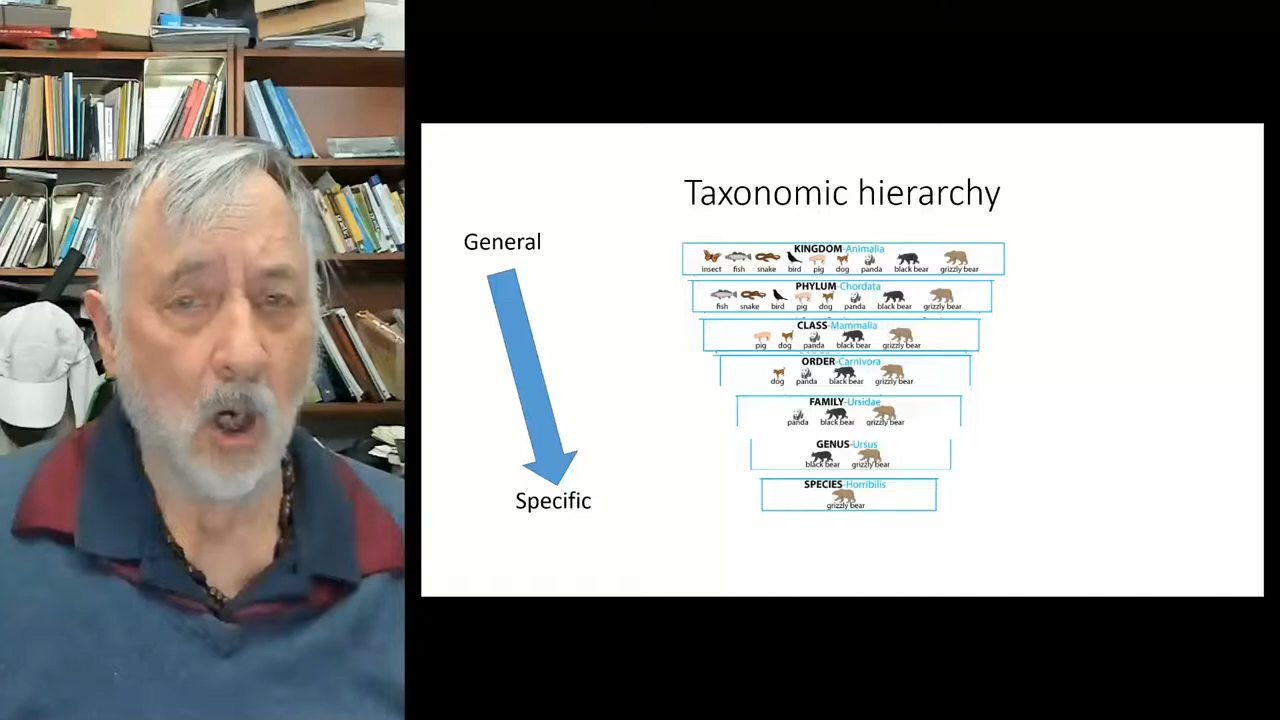 Taxonomic hierarchy
General
Specific
KINGDOM-Animalia
insect fish snake bird pig dog panda black bear grizzly bear
PHYLUM-Chordata
fish snake bird pig dog panda black bear grizzly bear
CLASS-Mammalla
pig dog panda black bear grizzly bear
ORDER-Carnivora
dog panda black bear grizzly bear
FAMILY-Ursidae
panda black bear grizzly bear
GENUS-Ursus
black bear grizzly bear
SPECIES-Horribilis
grizzly bear